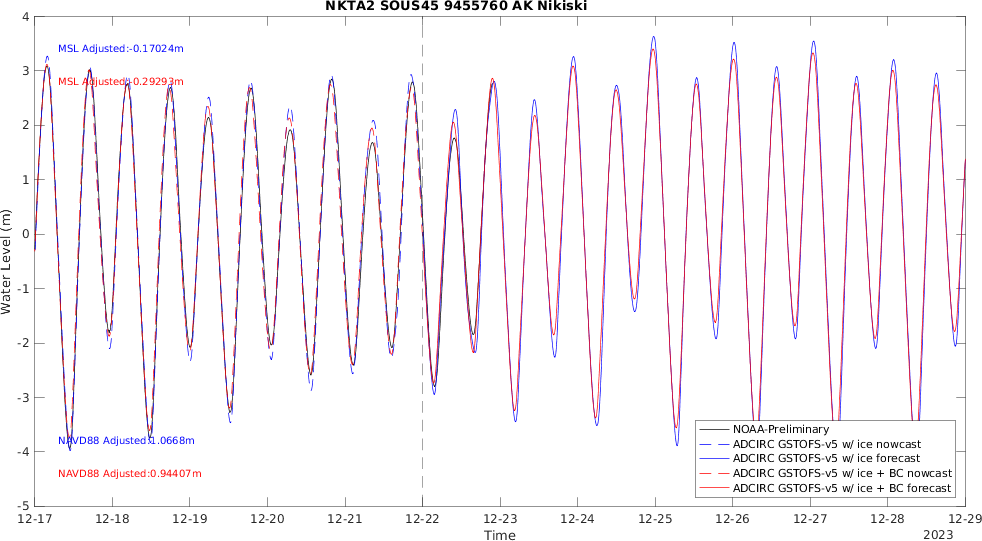 NKTA2 SOUS45 9455760 AK Nikiski
4
3
2
1
0
-1
-2
-3
-4
-5
Water Level (m)
MSL Adjusted:-0.17024m
MSL Adjusted:-0.29293m
NAVD88 Adjusted:1.0668m
NAVD88 Adjusted:0.94407m
NOAA-Preliminary
ADCIRC GSTOFS-v5 w/ ice nowcast
ADCIRC GSTOFS-v5 w/ ice forecast
ADCIRC GSTOFS-v5 w/ ice + BC nowcast
ADCIRC GSTOFS-v5 w/ ice + BC forecast
12-17 12-18 12-19 12-20 12-21 12-22 12-23 12-24 12-25 12-26 12-27 12-28 12-29
Time 2023